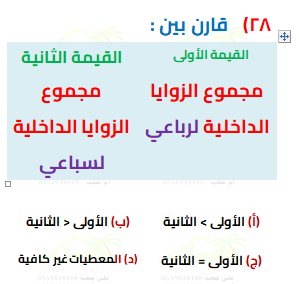 ٢٨) قارن بين :
القيمة الأولى
القيمة الثانية
مجموع الزوايا
الداخلية لرباعي
مجموع
الزوايا الداخلية
لسباعي
(أ) الأولى > الثانية
(ب) الأولى < الثانية
(ج) الأولى = الثانية
(د) المعطيات غير كافية